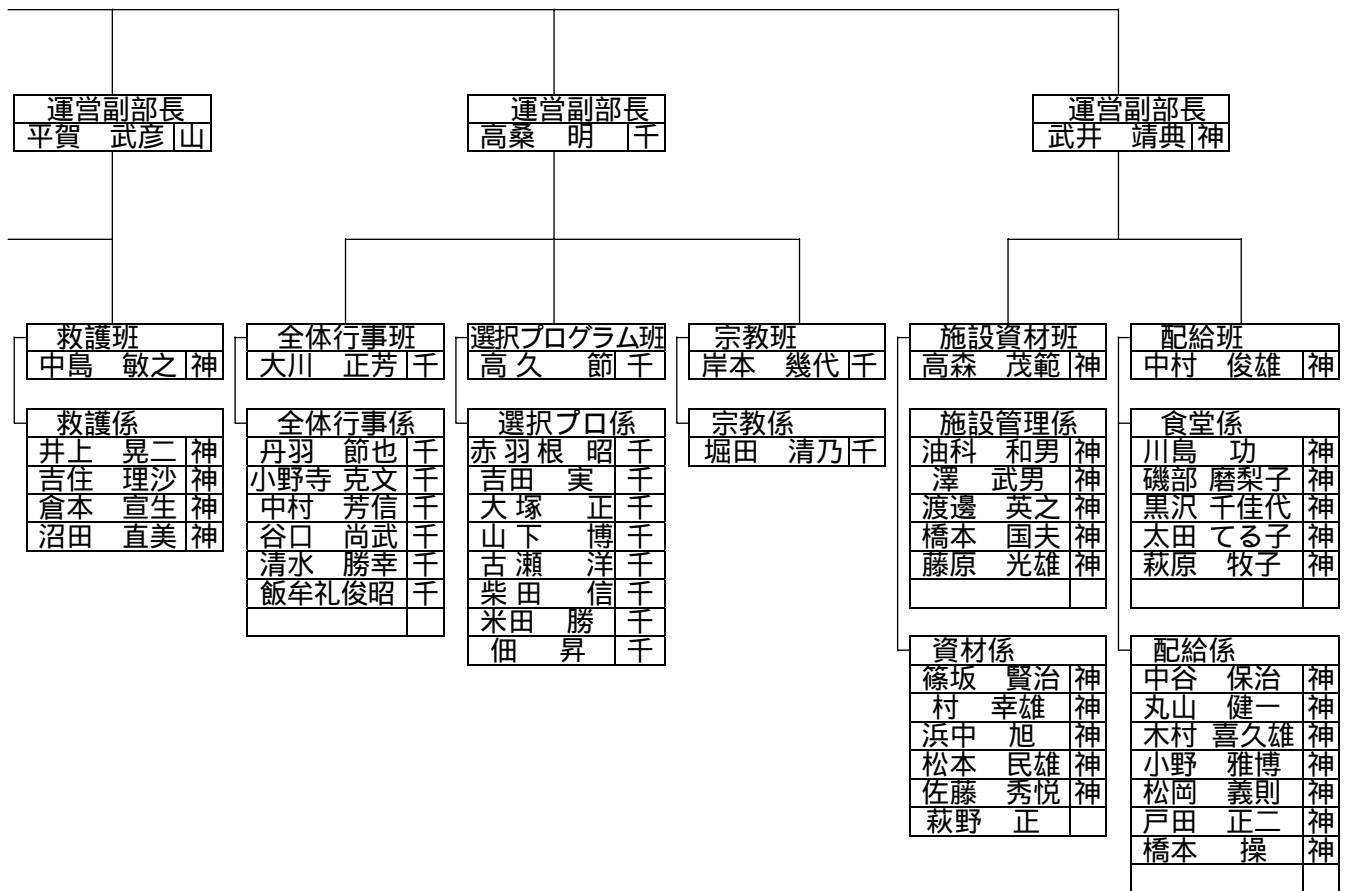 運営副部長
平賀 武彦 山
運営副部長
高桑 明 千
運営副部長
武井 靖典 神
救護班
中島 敏之 神
救護係
井上 晃二 神
吉住 理沙 神
倉本 宣生 神
沼田 直美 神
全体行事班
大川 正芳 千
全体行事係
丹羽 節也 千
小野寺 克文 千
中村 芳信 千
谷口 尚武 千
清水 勝幸 千
飯牟礼俊昭 千
選択プログラム班
高久 節 千
選択プロ係
赤羽根 昭 千
吉田 実 千
大塚 正 千
山下 博 千
古瀬 洋 千
柴田 信 千
米田 勝 千
佃 昇 千
宗教班
岸本 幾代 千
宗教係
堀田 清乃 千
施設資材班
高森 茂範 神
施設管理係
油科 和男 神
澤 武男 神
渡邊 英之 神
橋本 国夫 神
藤原 光雄 神
資材係
篠坂 賢治 神
村 幸雄 神
浜中 旭 神
松本 民雄 神
佐藤 秀悦 神
萩野 正
配給班
中村 俊雄 神
食堂係
川島 功 神
磯部 磨梨子 神
黒沢 千佳代 神
太田 てる子 神
萩原 牧子 神
配給係
中谷 保治 神
丸山 健一 神
木村 喜久雄 神
小野 雅博 神
松岡 義則 神
戸田 正二 神
橋本 操 神